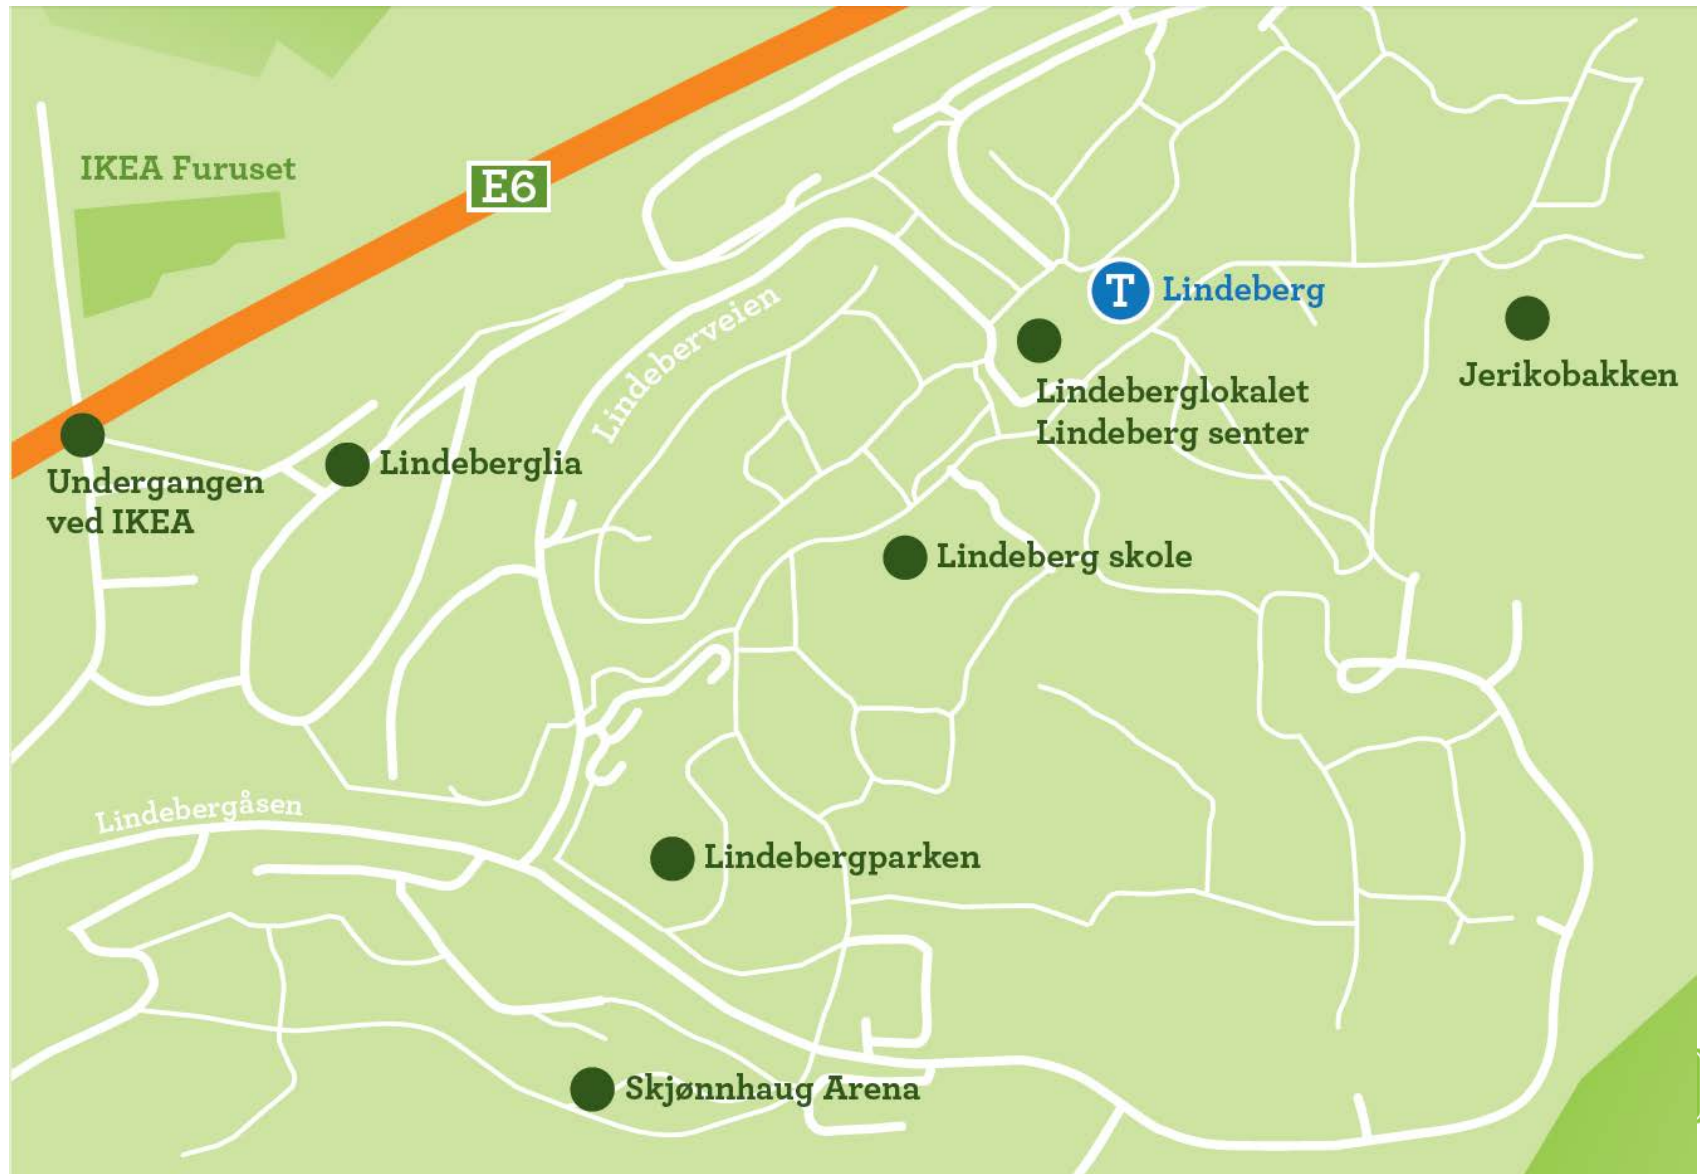 IKEA Furuset
E6
T Lindeberg
Lindeberveien
Jerikobakken
Lindeberglokalet
Lindeberg senter
Lindeberglia
Undergangen
ved IKEA
Lindeberg skole
Lindebergåsen
Lindebergparken
Skjønnhaug Arena